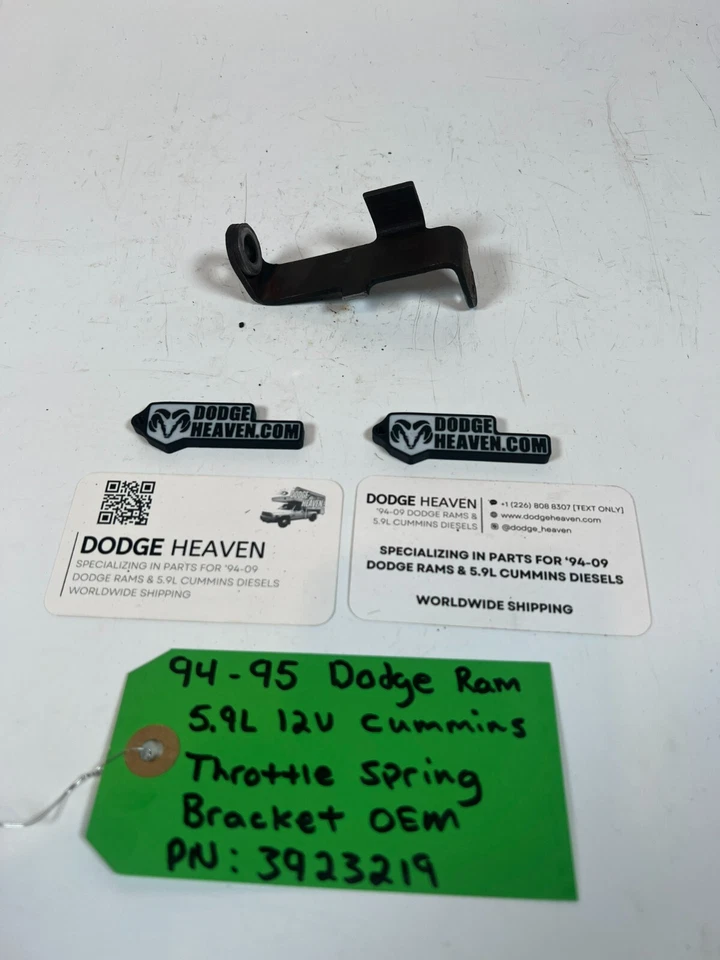 DODGE
HEAVEN.COM
DODGE
HEAVEN.COM
DODGE HEAVEN
SPECIALIZING IN PARTS FOR '94-09
DODGE RAMS & 5.9L CUMMINS DIESELS
WORLDWIDE SHIPPING
DODGE HEAVEN
'94-09 DODGE RAMS &
5.9L CUMMINS DIESELS
+1 (226) 808 8307 [TEXT ONLY]
www.dodgeheaven.com
@dodge_heaven
SPECIALIZING IN PARTS FOR '94-09
DODGE RAMS & 5.9L CUMMINS DIESELS
WORLDWIDE SHIPPING
94-95 Dodge Ram
5.9L 12V Cummins
Throttle Spring
Bracket OEM
PN: 3923219